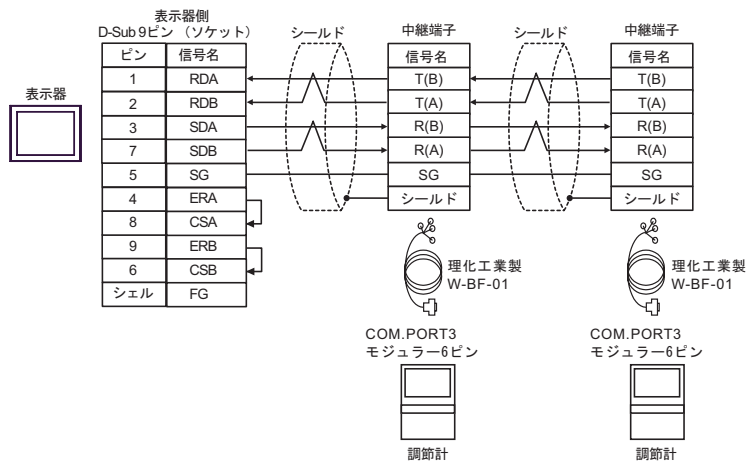 表示器側
D-Sub 9ピン （ソケット）
シールド
中継端子
シールド
中継端子
ピン 信号名
信号名
信号名
1 RDA
T(B)
T(B)
2 RDB
T(A)
T(A)
3 SDA
R(B)
R(B)
7 SDB
R(A)
R(A)
5 SG
SG
SG
4 ERA
シールド
シールド
8 CSA
9 ERB
6 CSB
シェル FG
表示器
理化工業製
W-BF-01
理化工業製
W-BF-01
COM.PORT3
モジュラー6ピン
COM.PORT3
モジュラー6ピン
調節計
調節計